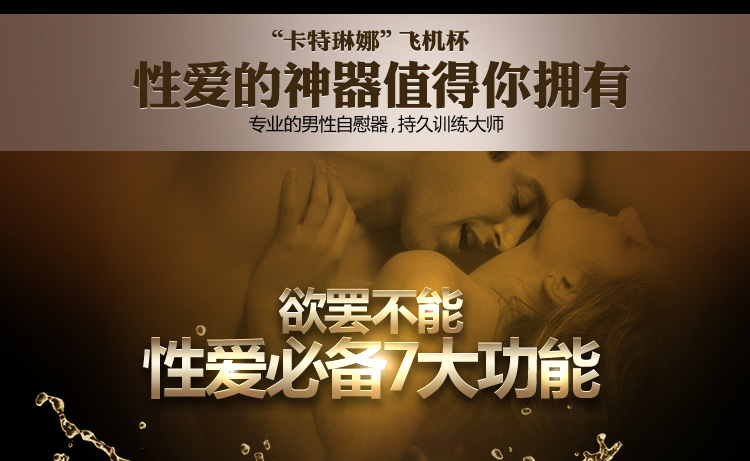 “卡特琳娜”飞机杯
性爱的神器值得你拥有
专业的男性自慰器,持久训练大师
欲罢不能
性爱必备7大功能